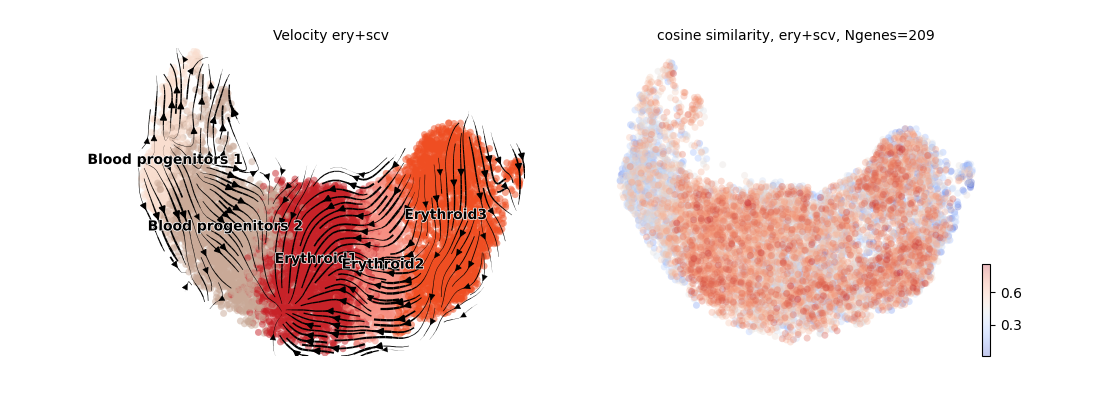 Velocity ery+scv
cosine similarity, ery+scv, Ngenes=209
Blood progenitors 1
Blood progenitors 2
Erythroid3
Erythroid1
Erythroid2
0.6
0.3